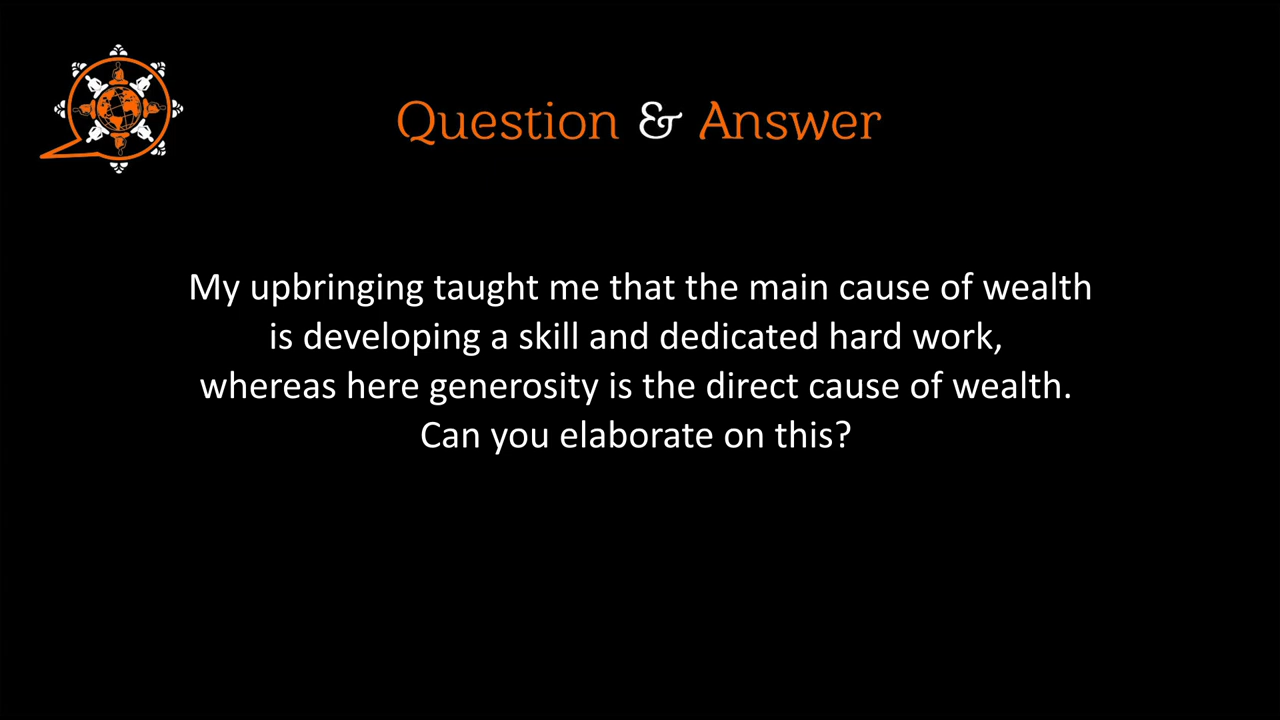 Question & Answer
My upbringing taught me that the main cause of wealth
is developing a skill and dedicated hard work,
whereas here generosity is the direct cause of wealth.
Can you elaborate on this?